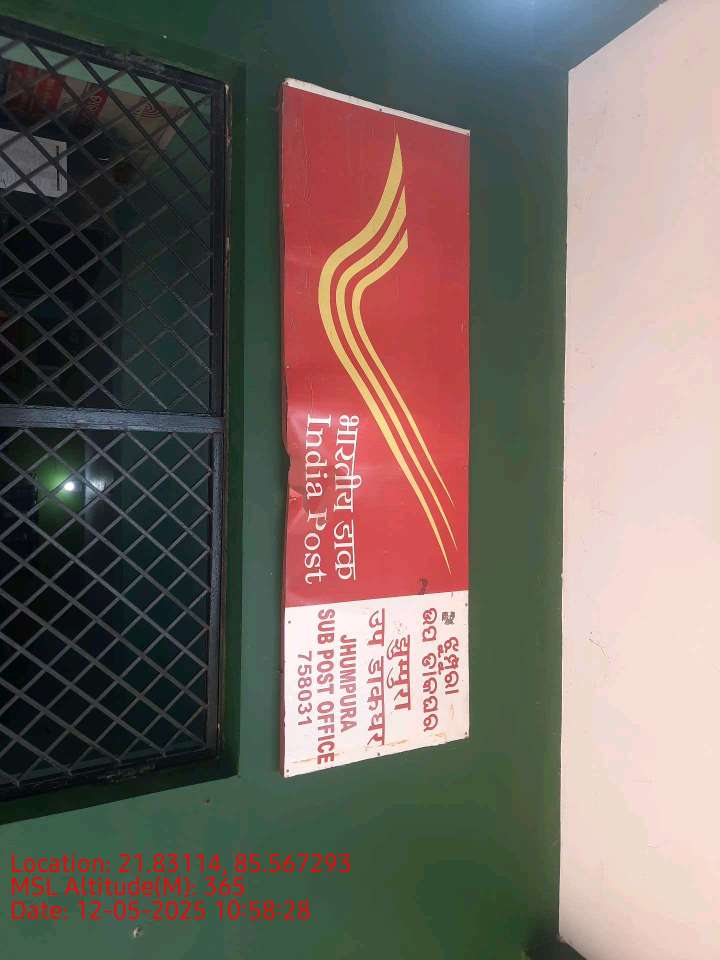 भारतीय डाक
India Post
ଝୁମ୍ପୁରା
ଉପ ଡାକଘର
झुम्पुरा
उप डाकघर
JHUMPURA
SUB POST OFFICE
758031
Location: 21.83114, 85.567293
MSL Altitude(M): 365
Date: 12-05-2025 10:58:28